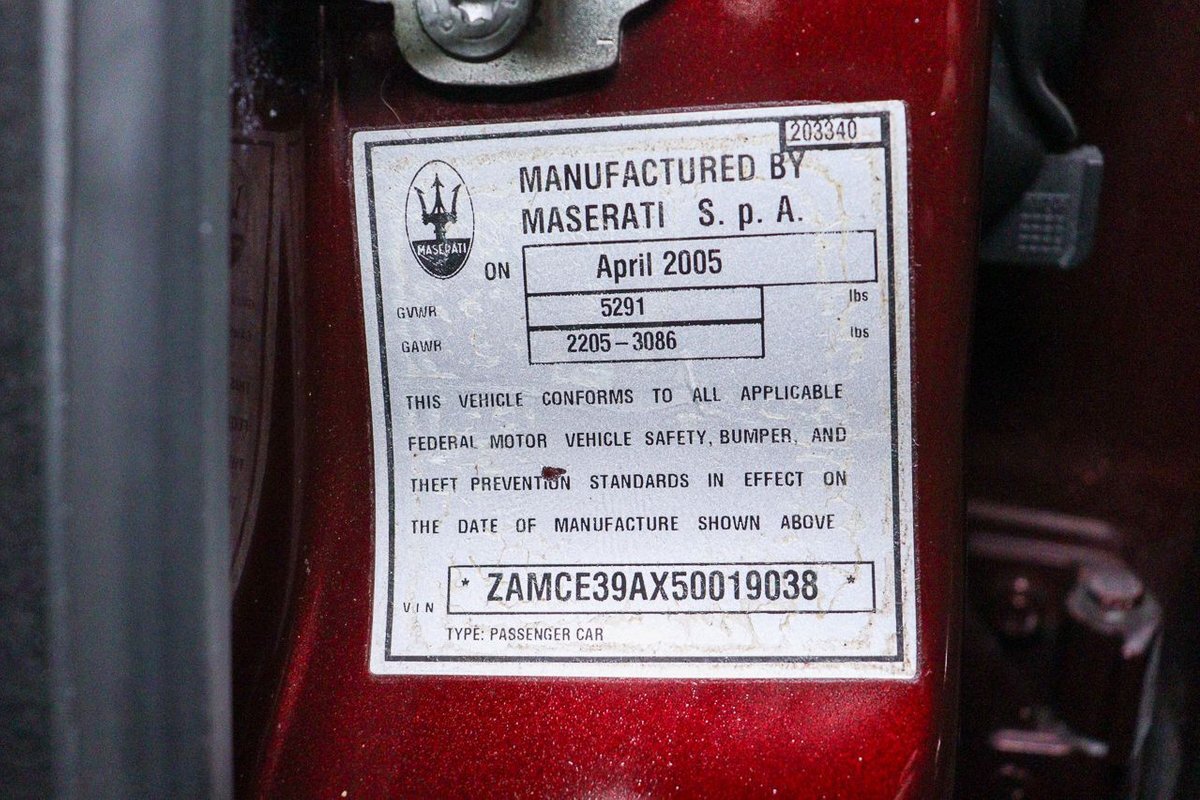 203340
MANUFACTURED BY
MASERATI S. p. A.
MASERATI
ON April 2005
GVWR 5291 lbs
GAWR 2205-3086 lbs
THIS VEHICLE CONFORMS TO ALL APPLICABLE
FEDERAL MOTOR VEHICLE SAFETY, BUMPER, AND
THEFT PREVENTION STANDARDS IN EFFECT ON
THE DATE OF MANUFACTURE SHOWN ABOVE
VIN * ZAMCE39AX50019038 *
TYPE: PASSENGER CAR